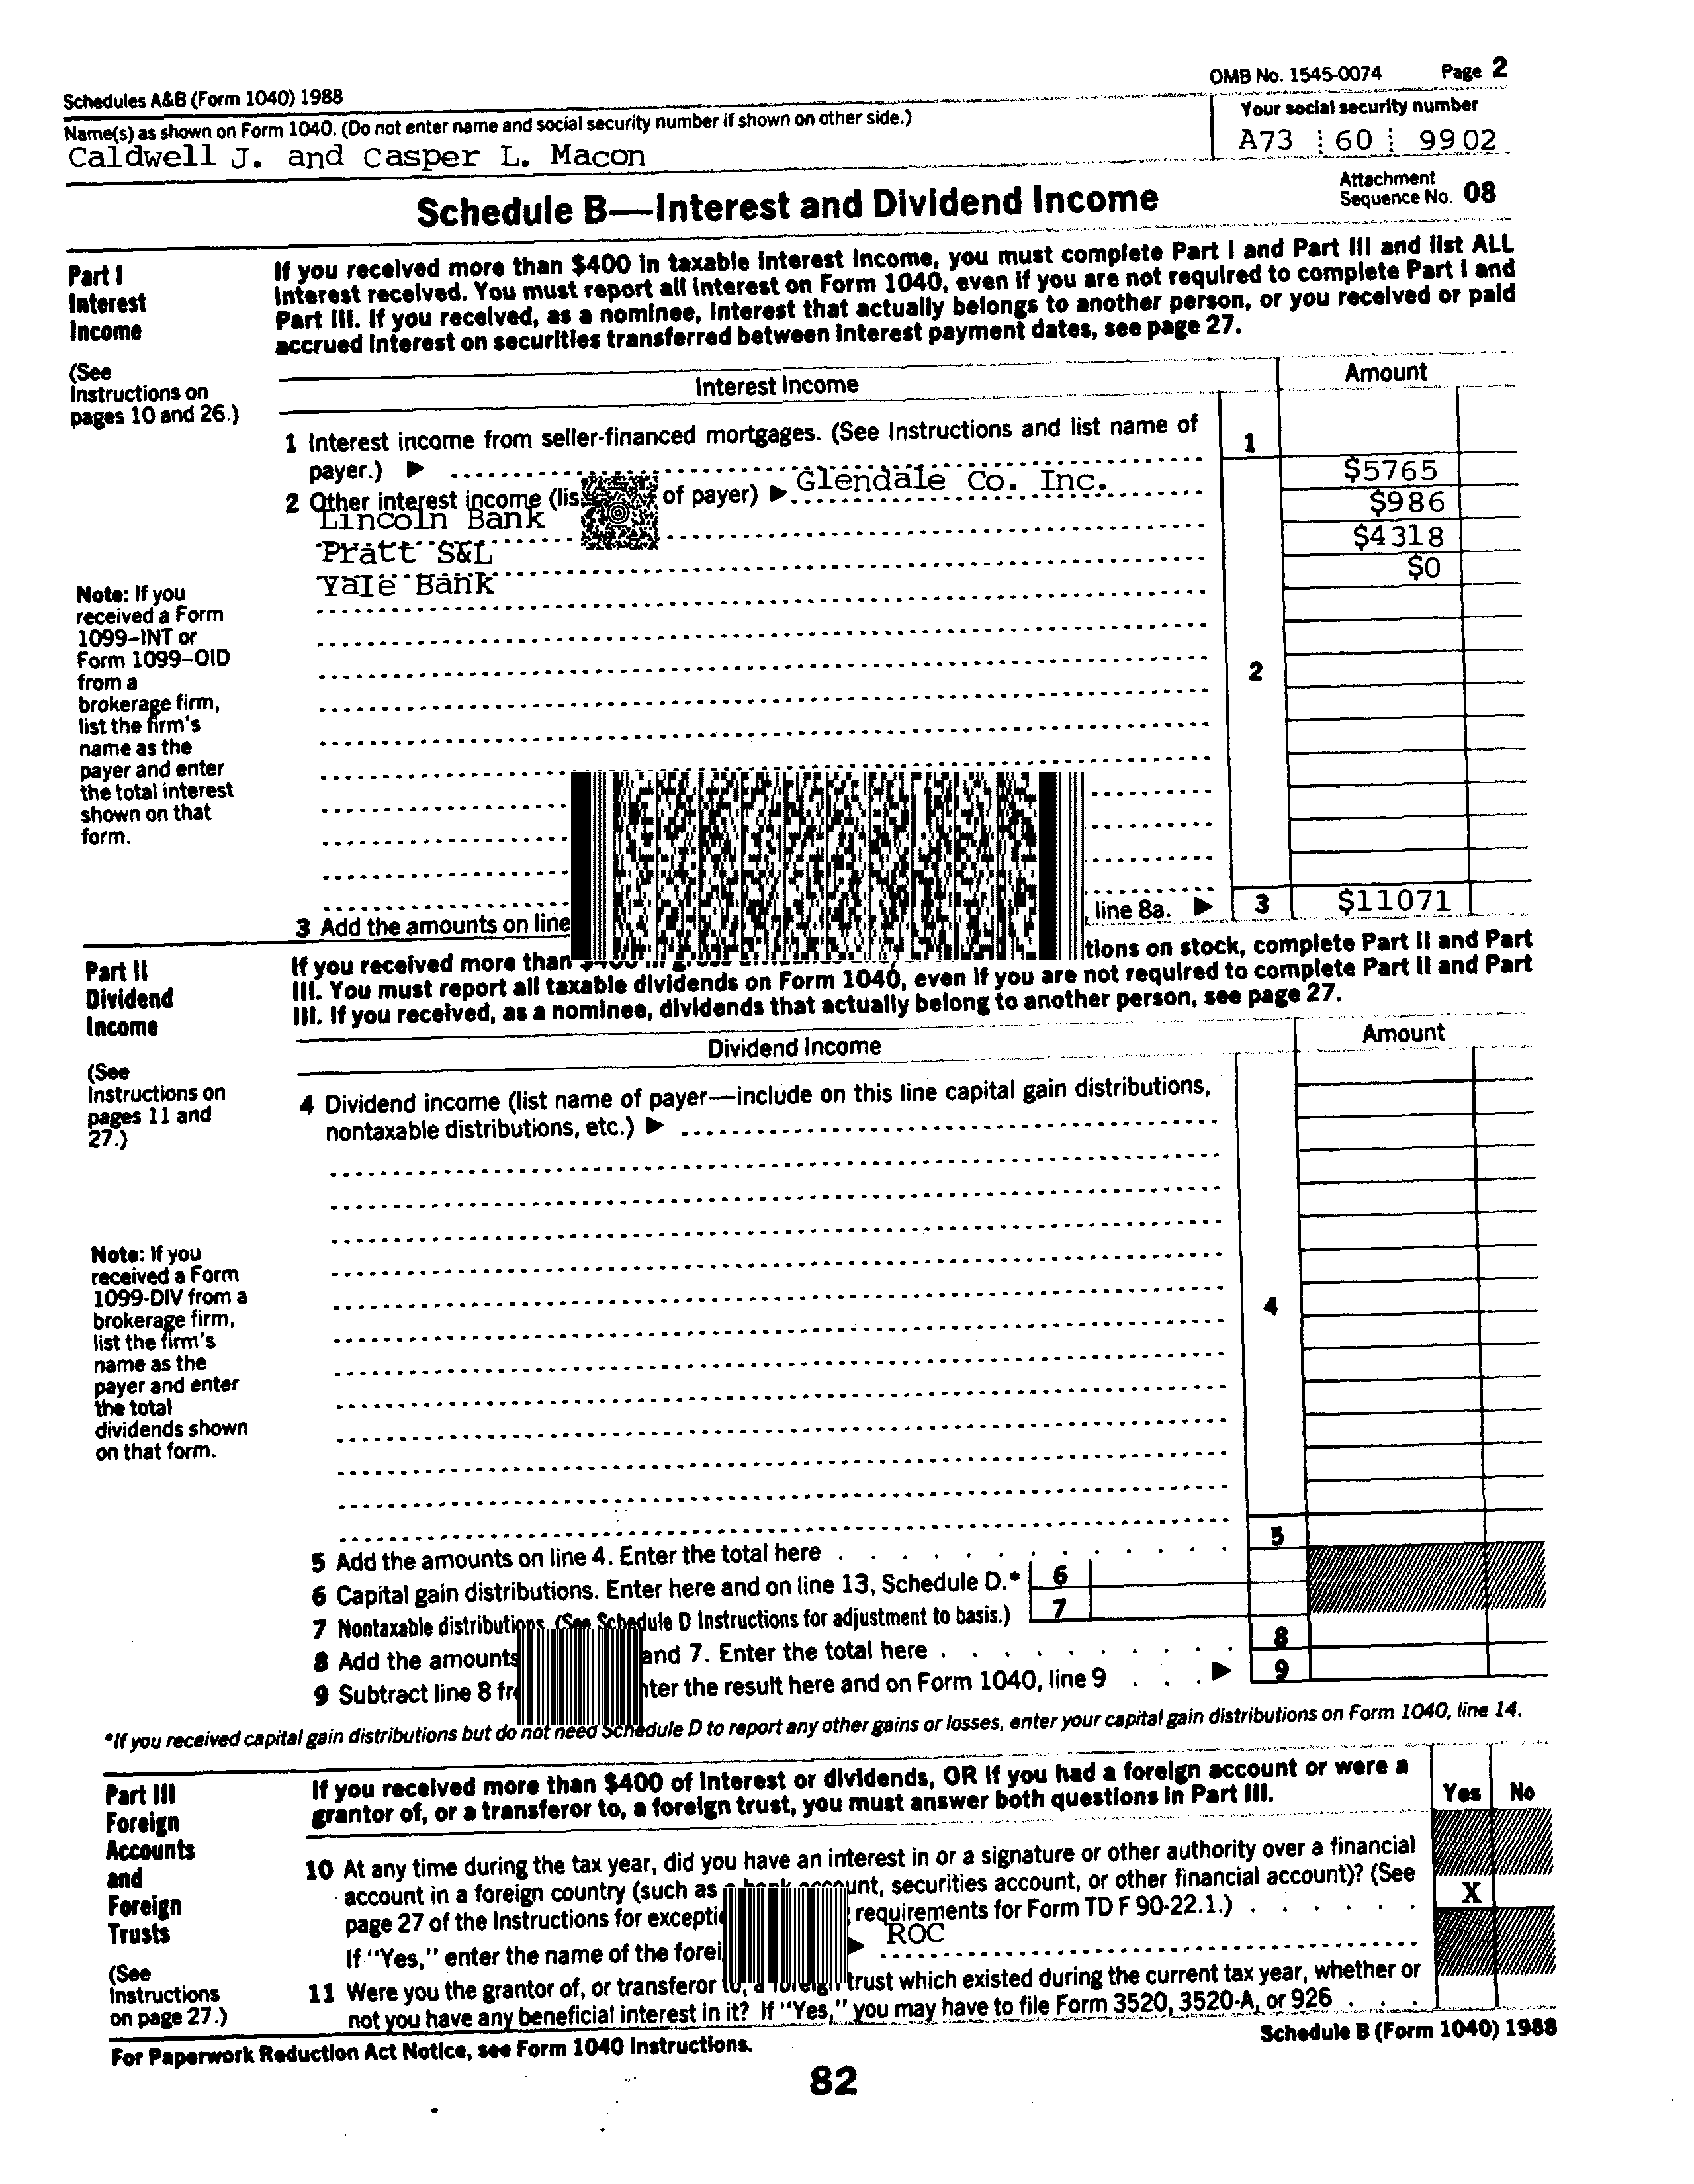 Schedules A&B (Form 1040) 1988
OMB No. 1545-0074 Page 2
Name(s) as shown on Form 1040. (Do not enter name and social security number if shown on other side.)
Your social security number
Caldwell J. and Casper L. Macon
A73 60 9902
Schedule B—Interest and Dividend Income
Attachment
Sequence No. 08
Part I
Interest
Income
(See
Instructions on
pages 10 and 26.)
If you received more than $400 in taxable interest income, you must complete Part I and Part III and list ALL
interest received. You must report all interest on Form 1040, even if you are not required to complete Part I and
Part III. If you received, as a nominee, interest that actually belongs to another person, or you received or paid
accrued interest on securities transferred between interest payment dates, see page 27.
Interest Income
Amount
1 Interest income from seller-financed mortgages. (See Instructions and list name of
payer.) ▶
1
2 Other interest income (lis of payer) ▶ Glendale Co. Inc.
$5765
Lincoln Bank
$986
Pratt S&L
$4318
Yale Bank
$0
Note: If you
received a Form
1099–INT or
Form 1099–OID
from a
brokerage firm,
list the firm's
name as the
payer and enter
the total interest
shown on that
form.
2
3 Add the amounts on line line 8a. ▶ 3 $11071
Part II
Dividend
Income
(See
Instructions on
pages 11 and
27.)
If you received more than tions on stock, complete Part II and Part
III. You must report all taxable dividends on Form 1040, even if you are not required to complete Part II and Part
III. If you received, as a nominee, dividends that actually belong to another person, see page 27.
Dividend Income
Amount
4 Dividend income (list name of payer—include on this line capital gain distributions,
nontaxable distributions, etc.) ▶
Note: If you
received a Form
1099-DIV from a
brokerage firm,
list the firm's
name as the
payer and enter
the total
dividends shown
on that form.
4
5 Add the amounts on line 4. Enter the total here 5
6 Capital gain distributions. Enter here and on line 13, Schedule D.* 6
7 Nontaxable distributions. (See Schedule D Instructions for adjustment to basis.) 7
8 Add the amounts and 7. Enter the total here 8
9 Subtract line 8 fr nter the result here and on Form 1040, line 9 ▶ 9
*If you received capital gain distributions but do not need Schedule D to report any other gains or losses, enter your capital gain distributions on Form 1040, line 14.
Part III
Foreign
Accounts
and
Foreign
Trusts
(See
Instructions
on page 27.)
If you received more than $400 of interest or dividends, OR if you had a foreign account or were a
grantor of, or a transferor to, a foreign trust, you must answer both questions in Part III.
Yes No
10 At any time during the tax year, did you have an interest in or a signature or other authority over a financial
account in a foreign country (such as a bank account, securities account, or other financial account)? (See
page 27 of the Instructions for excepti requirements for Form TD F 90-22.1.)
X
If "Yes," enter the name of the forei ▶ ROC
11 Were you the grantor of, or transferor to, a foreign trust which existed during the current tax year, whether or
not you have any beneficial interest in it? If "Yes," you may have to file Form 3520, 3520-A, or 926
For Paperwork Reduction Act Notice, see Form 1040 Instructions.
Schedule B (Form 1040) 1988
82